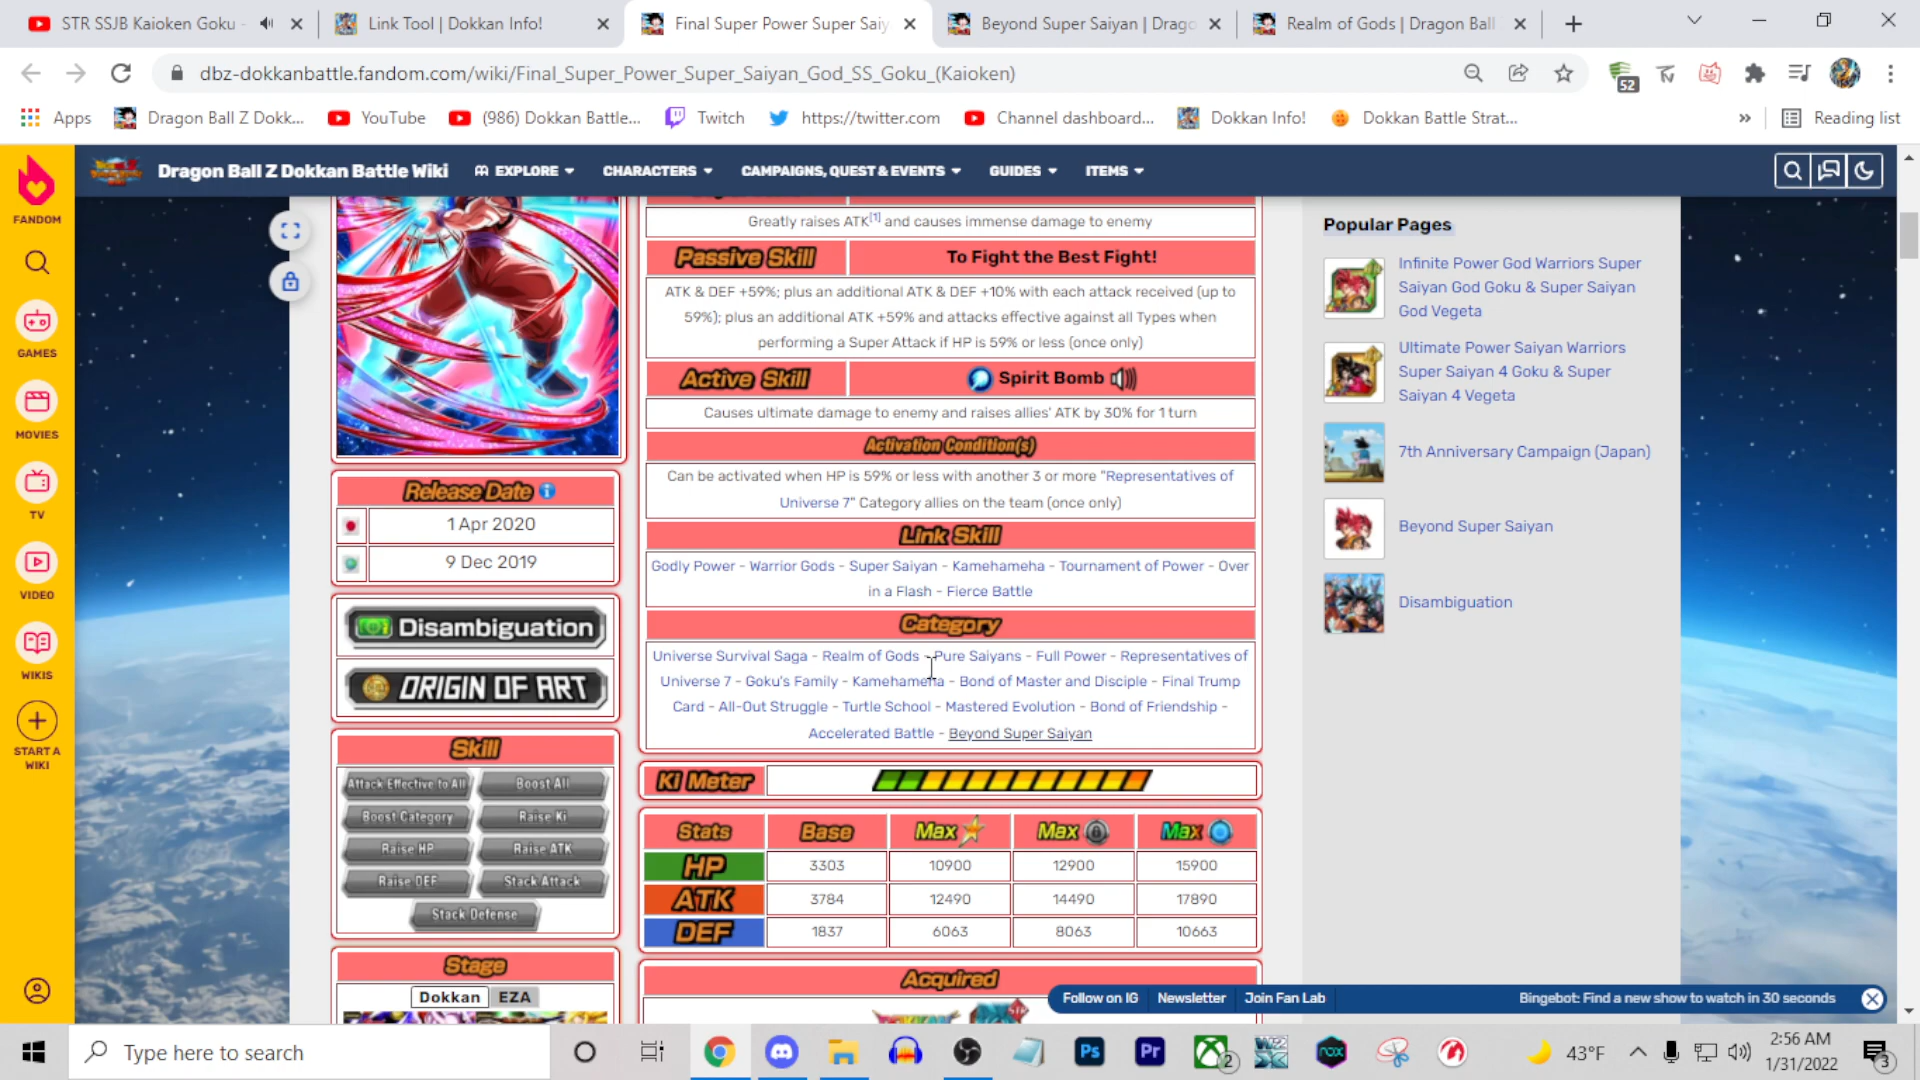 STR SSJB Kaioken Goku -
Link Tool | Dokkan Info!
Final Super Power Super Saiy
Beyond Super Saiyan | Drago
Realm of Gods | Dragon Ball
dbz-dokkanbattle.fandom.com/wiki/Final_Super_Power_Super_Saiyan_God_SS_Goku_(Kaioken)
52
Apps
Dragon Ball Z Dokk...
YouTube
(986) Dokkan Battle...
Twitch
https://twitter.com
Channel dashboard...
Dokkan Info!
Dokkan Battle Strat...
»
Reading list
Dragon Ball Z Dokkan Battle Wiki
EXPLORE
CHARACTERS
CAMPAIGNS, QUEST & EVENTS
GUIDES
ITEMS
FANDOM
GAMES
MOVIES
TV
VIDEO
WIKIS
START A
WIKI
Release Date
1 Apr 2020
9 Dec 2019
Disambiguation
ORIGIN OF ART
Skill
Attack Effective to All
Boost All
Boost Category
Raise Ki
Raise HP
Raise ATK
Raise DEF
Stack Attack
Stack Defense
Stage
Dokkan
EZA
Greatly raises ATK[1] and causes immense damage to enemy
Passive Skill
To Fight the Best Fight!
ATK & DEF +59%; plus an additional ATK & DEF +10% with each attack received (up to
59%); plus an additional ATK +59% and attacks effective against all Types when
performing a Super Attack if HP is 59% or less (once only)
Active Skill
Spirit Bomb
Causes ultimate damage to enemy and raises allies' ATK by 30% for 1 turn
Activation Condition(s)
Can be activated when HP is 59% or less with another 3 or more "Representatives of
Universe 7" Category allies on the team (once only)
Link Skill
Godly Power - Warrior Gods - Super Saiyan - Kamehameha - Tournament of Power - Over
in a Flash - Fierce Battle
Category
Universe Survival Saga - Realm of Gods - Pure Saiyans - Full Power - Representatives of
Universe 7 - Goku's Family - Kamehameha - Bond of Master and Disciple - Final Trump
Card - All-Out Struggle - Turtle School - Mastered Evolution - Bond of Friendship -
Accelerated Battle - Beyond Super Saiyan
Ki Meter
Stats Base Max Max Max
HP 3303 10900 12900 15900
ATK 3784 12490 14490 17890
DEF 1837 6063 8063 10663
Acquired
Popular Pages
Infinite Power God Warriors Super
Saiyan God Goku & Super Saiyan
God Vegeta
Ultimate Power Saiyan Warriors
Super Saiyan 4 Goku & Super
Saiyan 4 Vegeta
7th Anniversary Campaign (Japan)
Beyond Super Saiyan
Disambiguation
Follow on IG
Newsletter
Join Fan Lab
Bingebot: Find a new show to watch in 30 seconds
Type here to search
Ps
Pr
2
nox
43°F
2:56 AM
1/31/2022
3